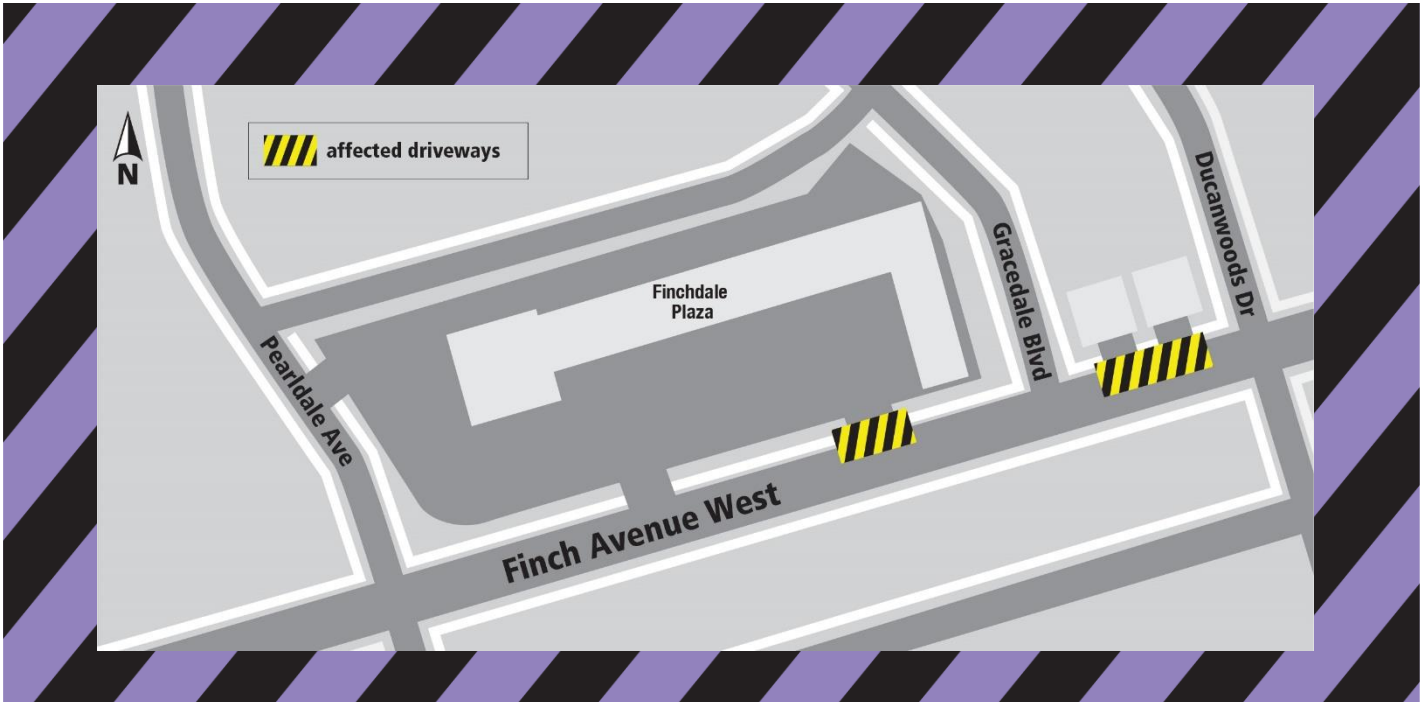 N
affected driveways
Finchdale
Plaza
Pearldale Ave
Gracedale Blvd
Ducanwoods Dr
Finch Avenue West